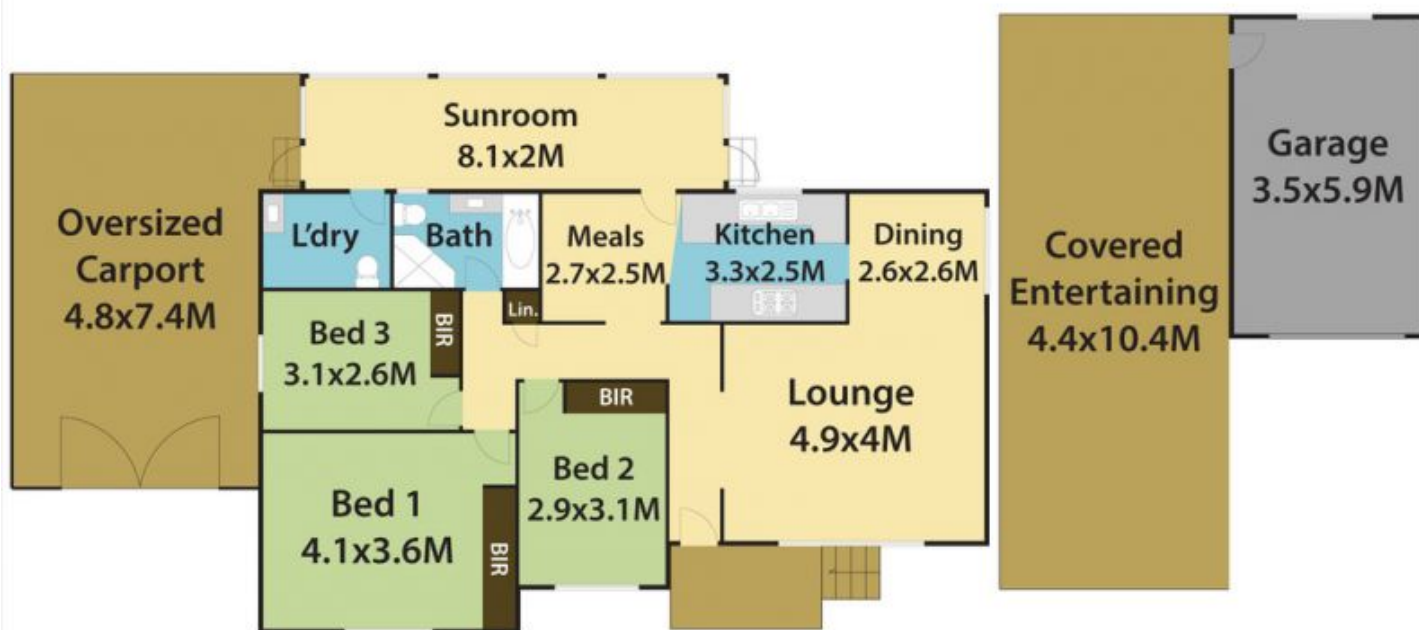 Sunroom
8.1x2M
Oversized
Carport
4.8x7.4M
L'dry
Bath
Meals
2.7x2.5M
Kitchen
3.3x2.5M
Dining
2.6x2.6M
Lin.
Bed 3
3.1x2.6M
BIR
BIR
Bed 1
4.1x3.6M
BIR
Bed 2
2.9x3.1M
Lounge
4.9x4M
Covered
Entertaining
4.4x10.4M
Garage
3.5x5.9M